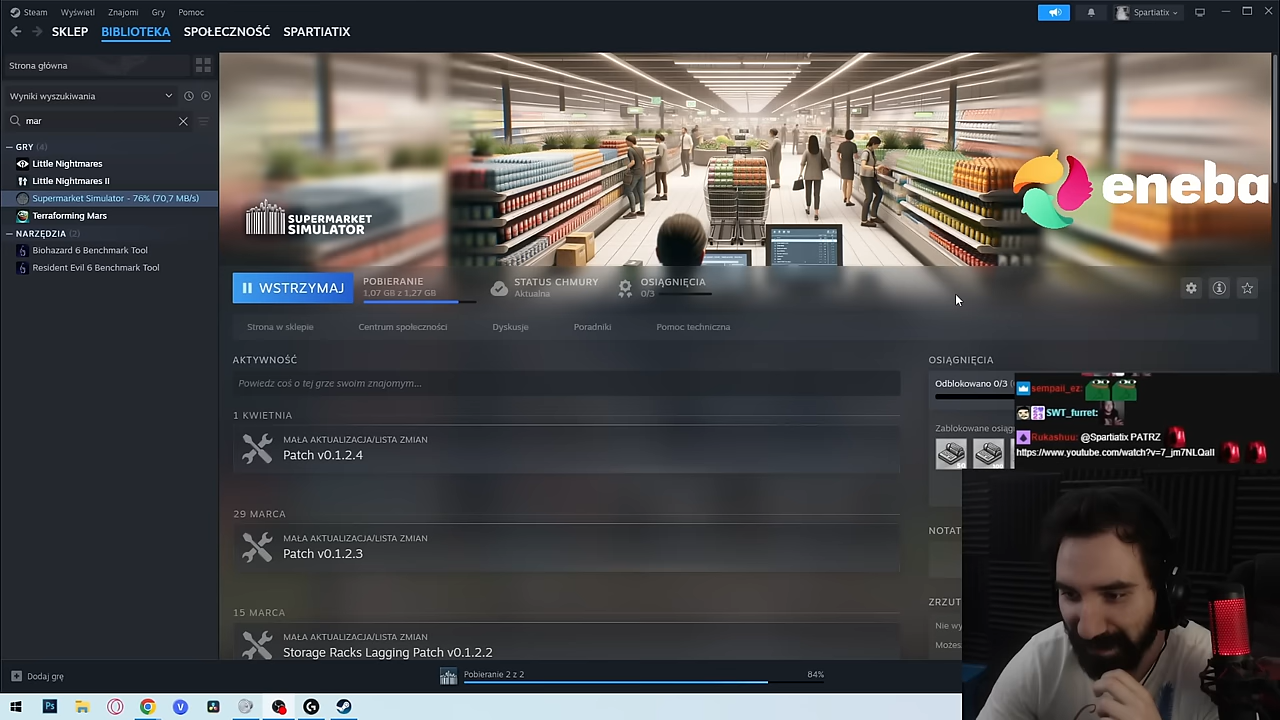 Steam Wyświetl Znajomi Gry Pomoc
Spartiatix
SKLEP BIBLIOTEKA SPOŁECZNOŚĆ SPARTIATIX
Strona główna
Wyniki wyszukiwania
mar
GRY (4)
Little Nightmares
Little Nightmares II
Supermarket Simulator - 76% (70,7 MB/s)
Terraforming Mars
NARZĘDZIA (2)
Biohazard 6 Benchmark Tool
Resident Evil 6 Benchmark Tool
SUPERMARKET
SIMULATOR
eneba
WSTRZYMAJ
POBIERANIE
1,07 GB z 1,27 GB
STATUS CHMURY
Aktualna
OSIĄGNIĘCIA
0/3
Strona w sklepie Centrum społeczności Dyskusje Poradniki Pomoc techniczna
AKTYWNOŚĆ
Powiedz coś o tej grze swoim znajomym...
1 KWIETNIA
MAŁA AKTUALIZACJA/LISTA ZMIAN
Patch v0.1.2.4
29 MARCA
MAŁA AKTUALIZACJA/LISTA ZMIAN
Patch v0.1.2.3
15 MARCA
MAŁA AKTUALIZACJA/LISTA ZMIAN
Storage Racks Lagging Patch v0.1.2.2
OSIĄGNIĘCIA
Odblokowano 0/3
Zablokowane osiąg
NOTAT
ZRZUT
Nie wy
Możes
sempaii_ez:
SWT_furret:
Rukashuu: @Spartiatix PATRZ
https://www.youtube.com/watch?v=7_jm7NLQaII
Dodaj grę
Pobieranie 2 z 2
84%